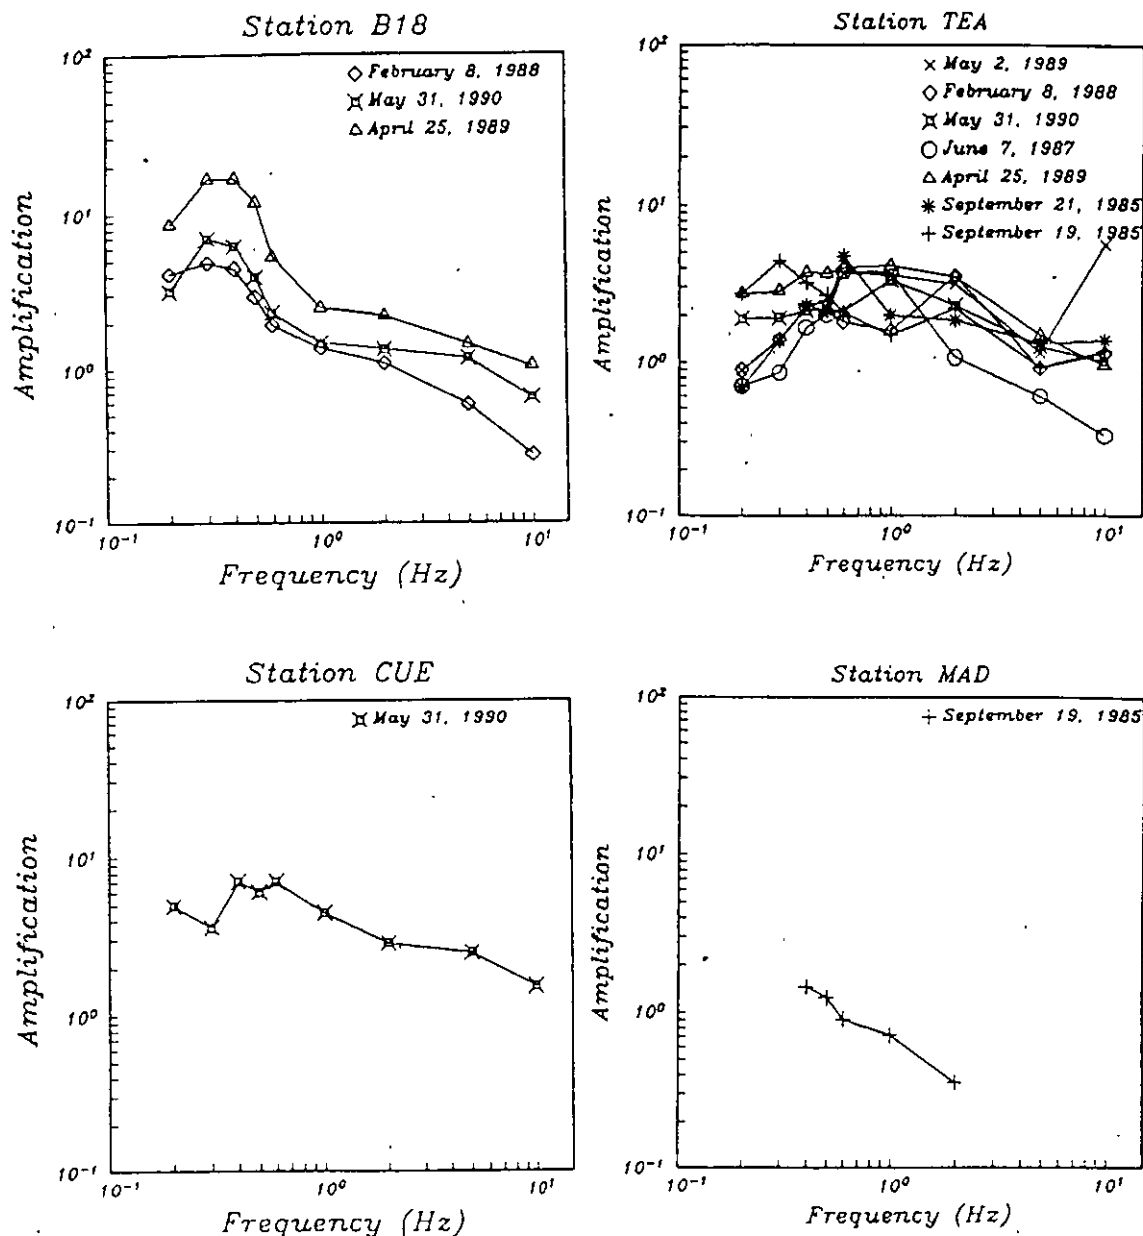 Station B18
10²
10¹
10⁰
10⁻¹
Amplification
February 8, 1988
May 31, 1990
April 25, 1989
10⁻¹
10⁰
10¹
Frequency (Hz)
Station TEA
10²
10¹
10⁰
10⁻¹
Amplification
May 2, 1989
February 8, 1988
May 31, 1990
June 7, 1987
April 25, 1989
September 21, 1985
September 19, 1985
10⁻¹
10⁰
10¹
Frequency (Hz)
Station CUE
10²
10¹
10⁰
10⁻¹
Amplification
May 31, 1990
10⁻¹
10⁰
10¹
Frequency (Hz)
Station MAD
10²
10¹
10⁰
10⁻¹
Amplification
September 19, 1985
10⁻¹
10⁰
10¹
Frequency (Hz)